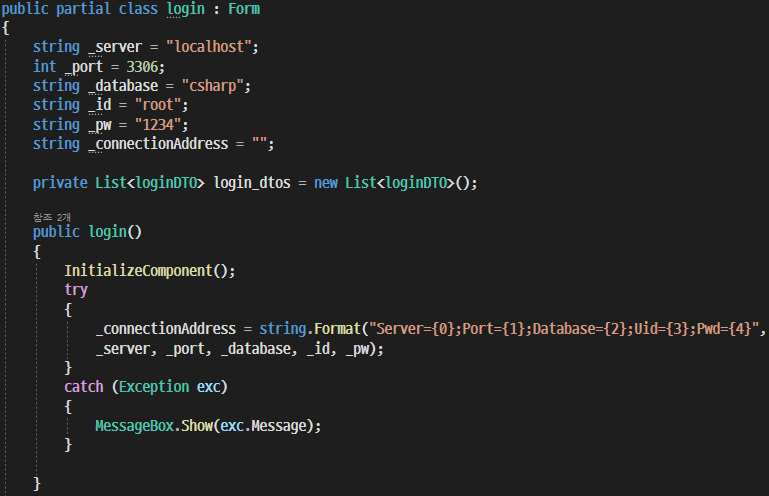 public partial class login : Form
{
string _server = "localhost";
int _port = 3306;
string _database = "csharp";
string _id = "root";
string _pw = "1234";
string _connectionAddress = "";
private List<loginDTO> login_dtos = new List<loginDTO>();
참조 2개
public login()
{
InitializeComponent();
try
{
_connectionAddress = string.Format("Server={0};Port={1};Database={2};Uid={3};Pwd={4}",
_server, _port, _database, _id, _pw);
}
catch (Exception exc)
{
MessageBox.Show(exc.Message);
}
}